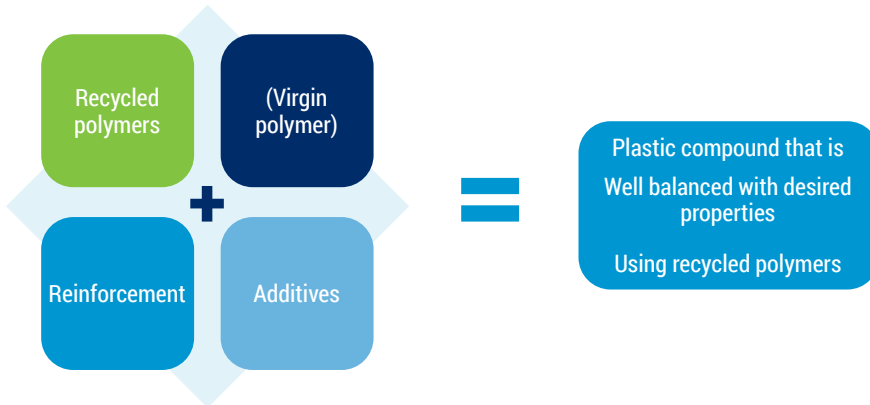 Recycled
polymers
(Virgin
polymer)
+
Reinforcement
Additives
=
Plastic compound that is
Well balanced with desired
properties
Using recycled polymers